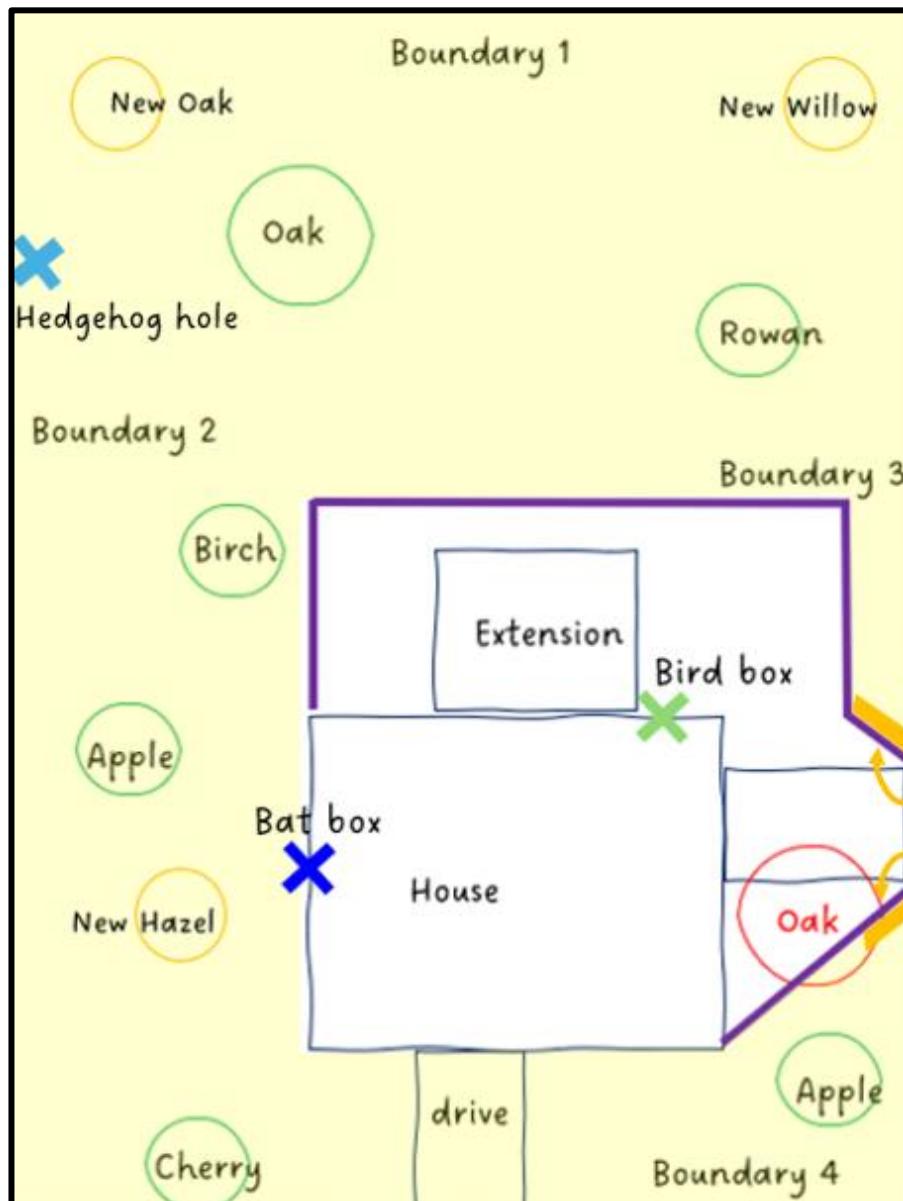 Boundary 1
New Oak
New Willow
Oak
Hedgehog hole
Rowan
Boundary 2
Boundary 3
Birch
Extension
Bird box
Apple
Bat box
House
New Hazel
Oak
Apple
drive
Cherry
Boundary 4